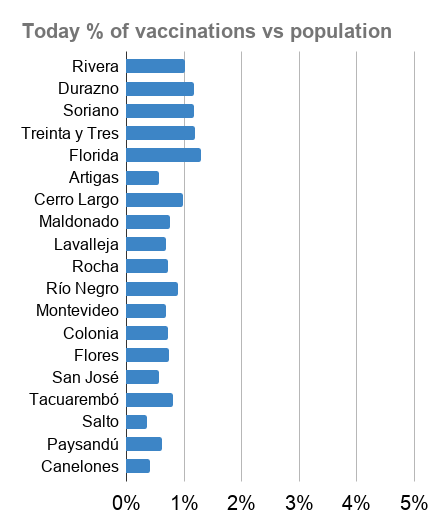 Today % of vaccinations vs population
Rivera
Durazno
Soriano
Treinta y Tres
Florida
Artigas
Cerro Largo
Maldonado
Lavalleja
Rocha
Río Negro
Montevideo
Colonia
Flores
San José
Tacuarembó
Salto
Paysandú
Canelones
0% 1% 2% 3% 4% 5%